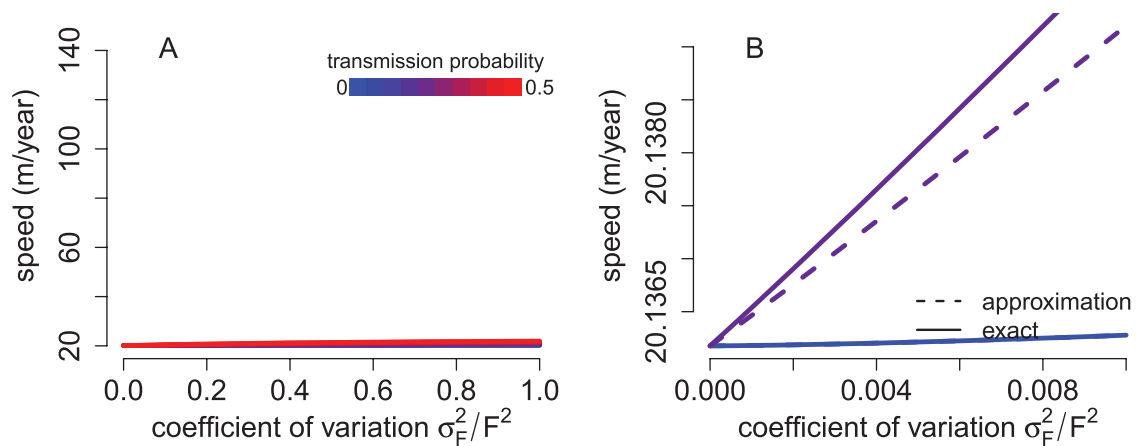 A
transmission probability
0
0.5
speed (m/year)
20
60
100
140
0.0
0.2
0.4
0.6
0.8
1.0
coefficient of variation σ²_F/F²
B
speed (m/year)
20.1365
20.1380
approximation
exact
0.000
0.004
0.008
coefficient of variation σ²_F/F²